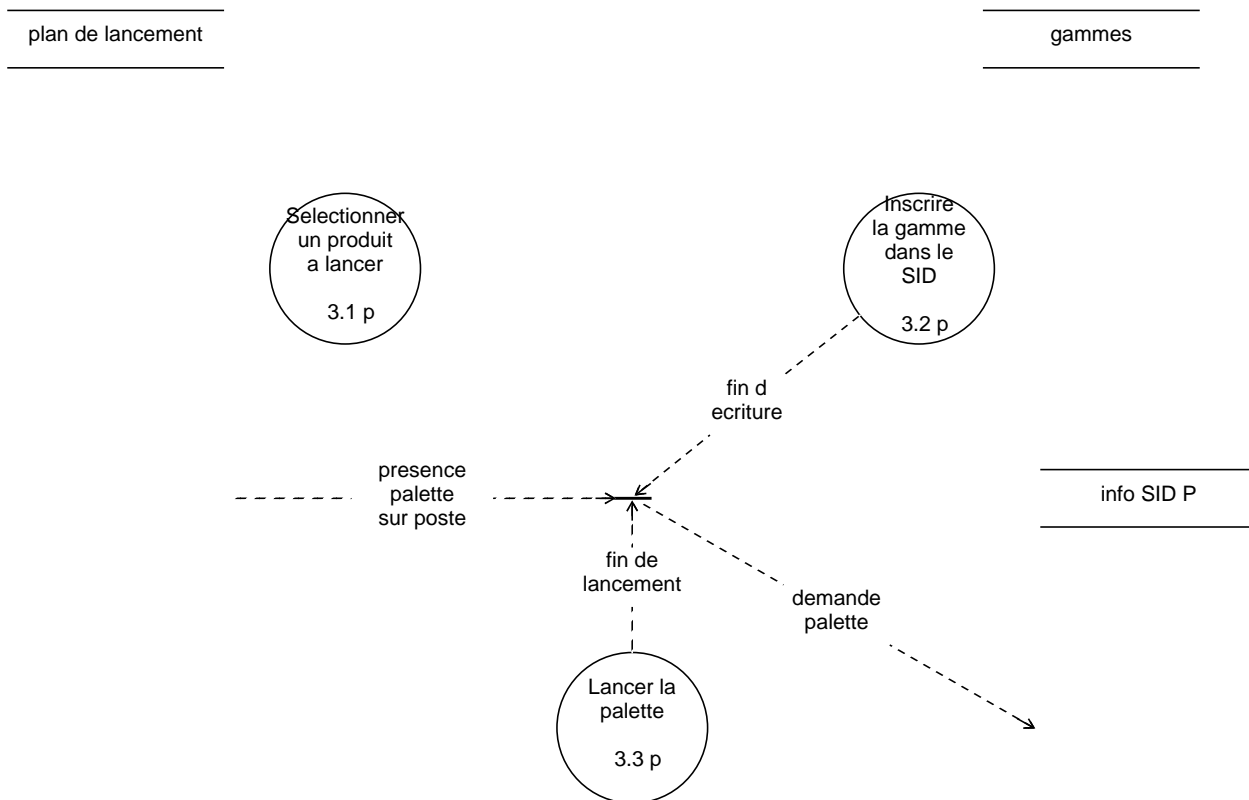 plan de lancement
gammes
Selectionner
un produit
a lancer
3.1 p
Inscrire
la gamme
dans le
SID
3.2 p
fin d
ecriture
presence
palette
sur poste
info SID P
fin de
lancement
demande
palette
Lancer la
palette
3.3 p